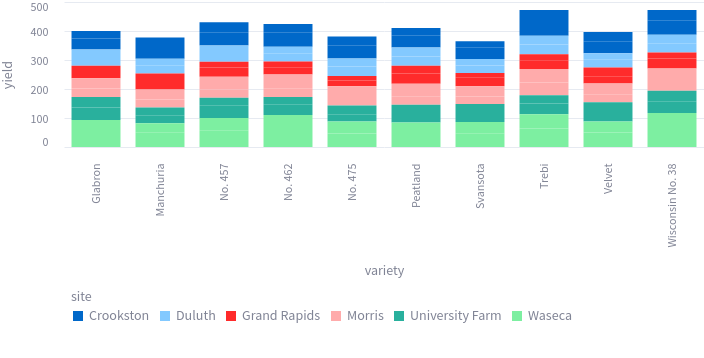 500
400
300
200
100
0
yield
Glabron
Manchuria
No. 457
No. 462
No. 475
Peatland
Svansota
Trebi
Velvet
Wisconsin No. 38
variety
site
Crookston Duluth Grand Rapids Morris University Farm Waseca